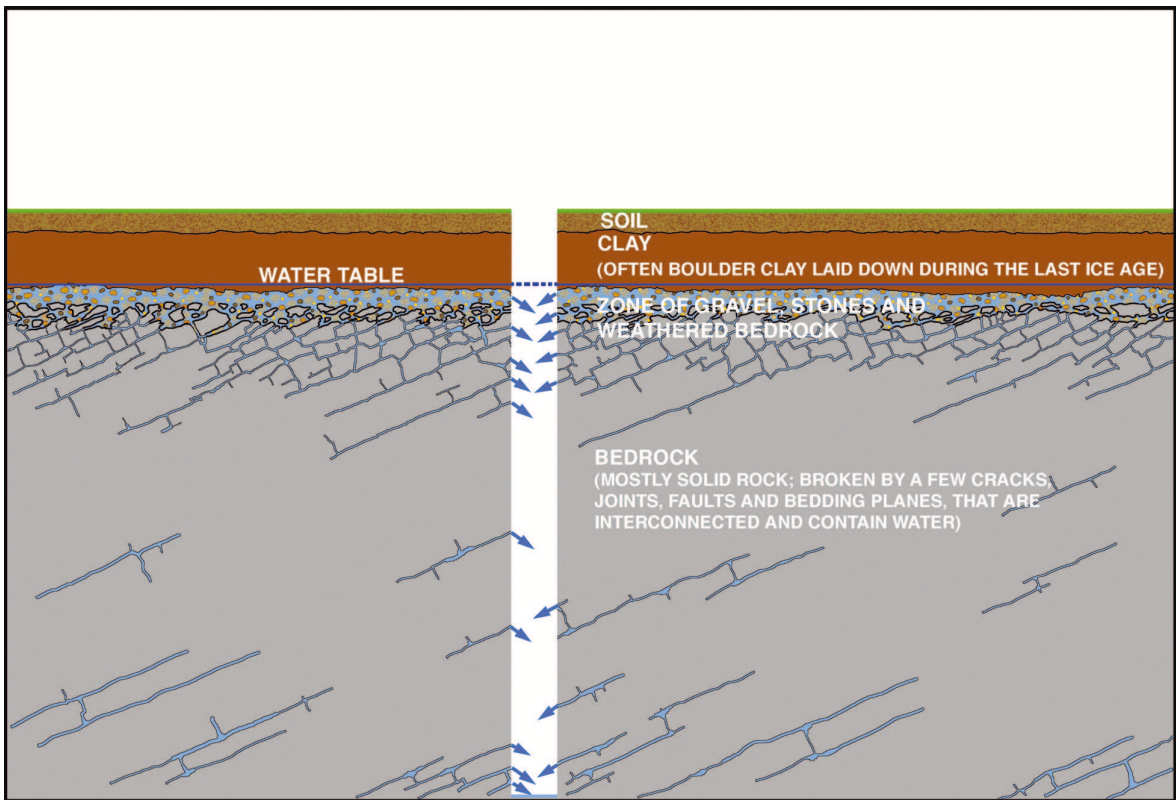 SOIL
CLAY
(OFTEN BOULDER CLAY LAID DOWN DURING THE LAST ICE AGE)
WATER TABLE
ZONE OF GRAVEL, STONES AND
WEATHERED BEDROCK
BEDROCK
(MOSTLY SOLID ROCK; BROKEN BY A FEW CRACKS,
JOINTS, FAULTS AND BEDDING PLANES, THAT ARE
INTERCONNECTED AND CONTAIN WATER)